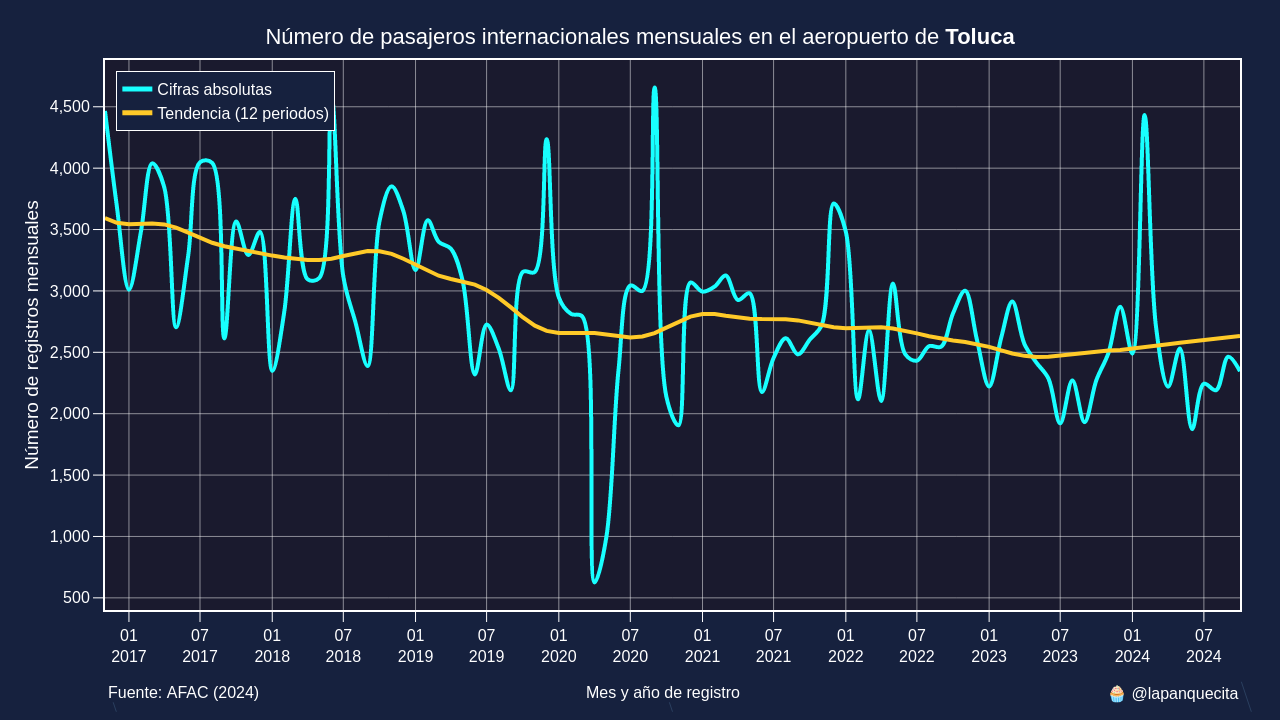 Número de pasajeros internacionales mensuales en el aeropuerto de Toluca
Cifras absolutas
Tendencia (12 periodos)
Número de registros mensuales
4,500
4,000
3,500
3,000
2,500
2,000
1,500
1,000
500
01 07 01 07 01 07 01 07 01 07 01 07 01 07 01 07
2017 2017 2018 2018 2019 2019 2020 2020 2021 2021 2022 2022 2023 2023 2024 2024
Fuente: AFAC (2024)
Mes y año de registro
🧁 @lapanquecita